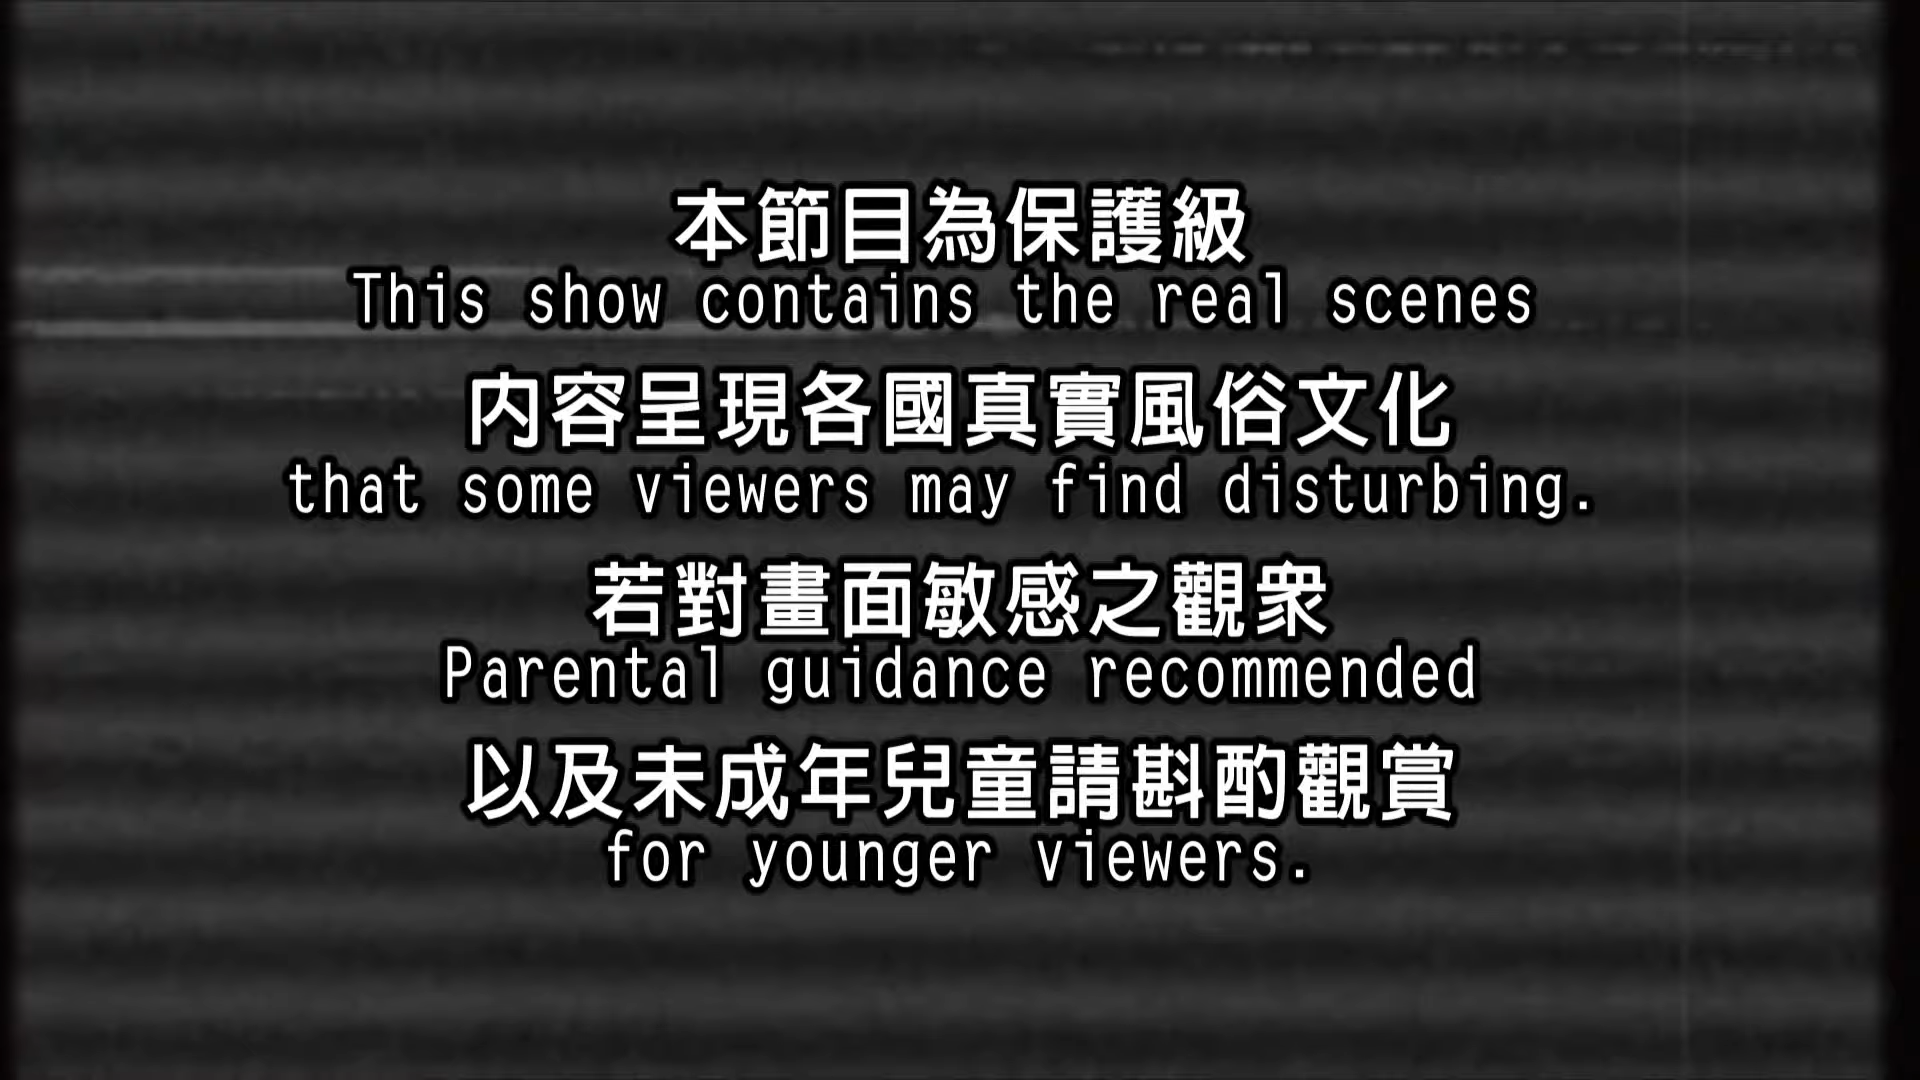 本節目為保護級
This show contains the real scenes
內容呈現各國真實風俗文化
that some viewers may find disturbing.
若對畫面敏感之觀眾
Parental guidance recommended
以及未成年兒童請斟酌觀賞
for younger viewers.